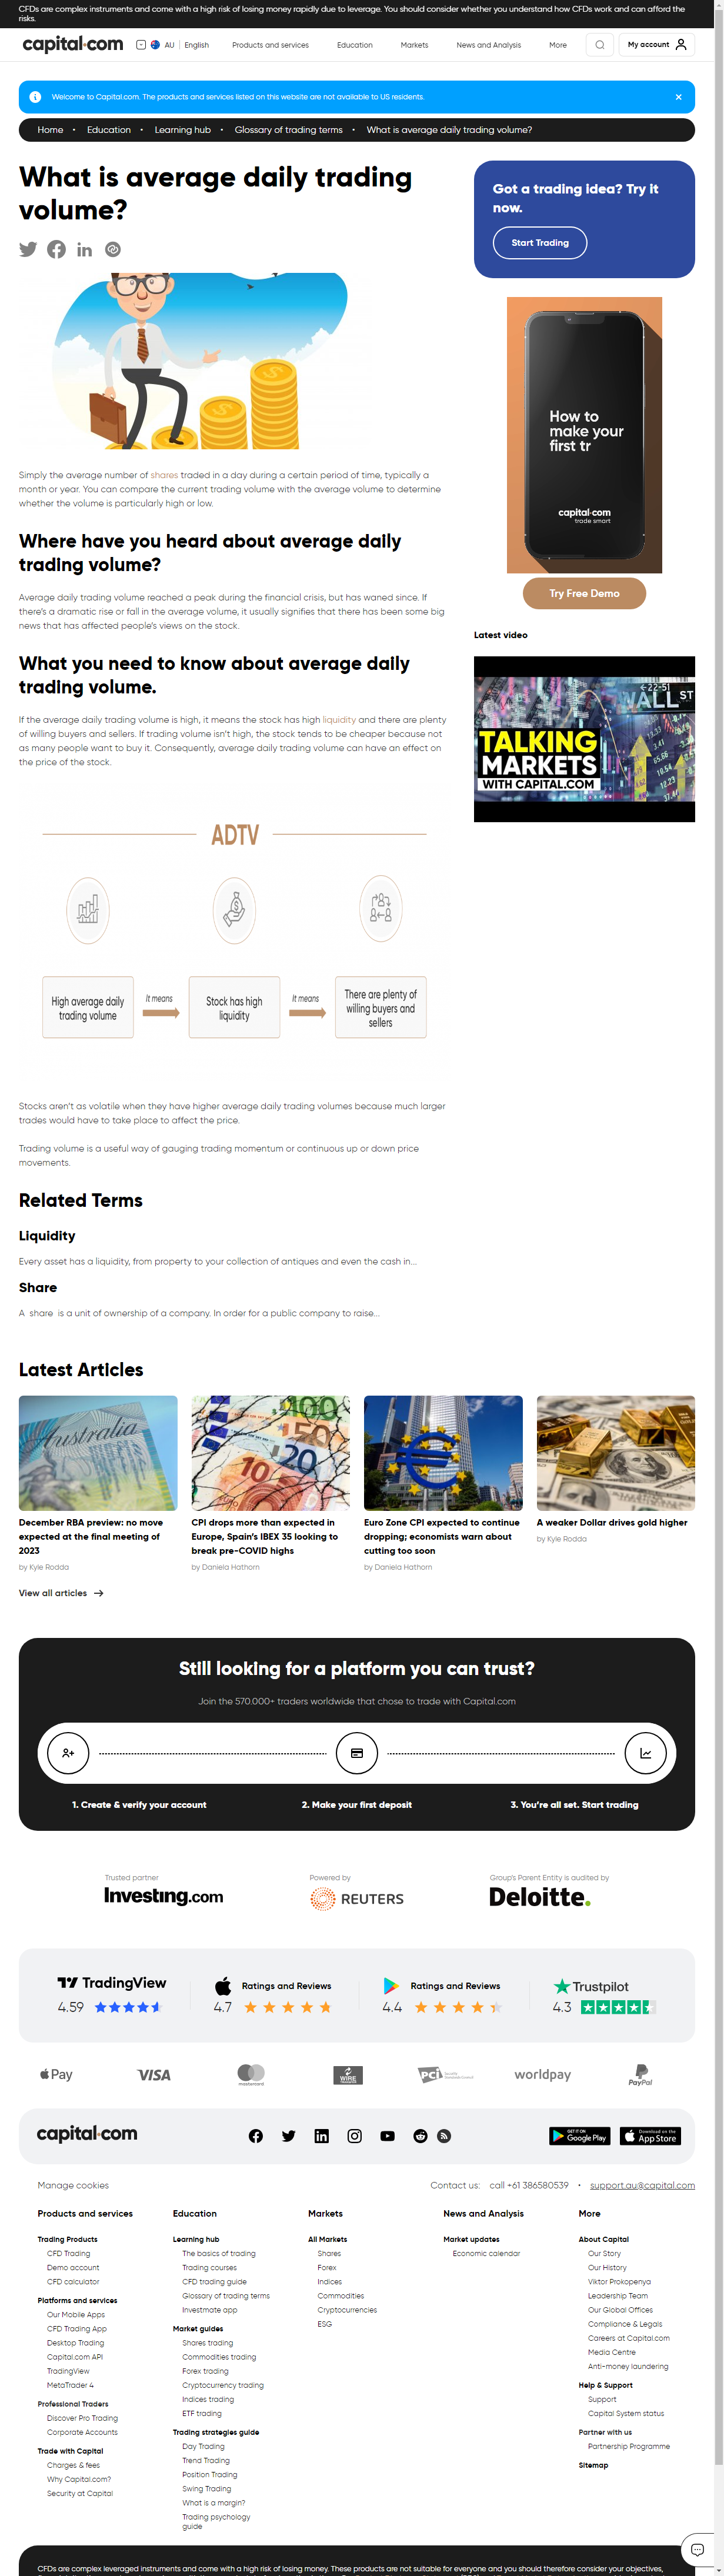 CFDs are complex instruments and come with a high risk of losing money rapidly due to leverage. You should consider whether you understand how CFDs work and can afford the
risks.
capital.com
AU
English
Products and services
Education
Markets
News and Analysis
More
My account
Welcome to Capital.com. The products and services listed on this website are not available to US residents.
Home • Education • Learning hub • Glossary of trading terms • What is average daily trading volume?
What is average daily trading
volume?
Simply the average number of shares traded in a day during a certain period of time, typically a
month or year. You can compare the current trading volume with the average volume to determine
whether the volume is particularly high or low.
Where have you heard about average daily
trading volume?
Average daily trading volume reached a peak during the financial crisis, but has waned since. If
there's a dramatic rise or fall in the average volume, it usually signifies that there has been some big
news that has affected people's views on the stock.
What you need to know about average daily
trading volume.
If the average daily trading volume is high, it means the stock has high liquidity and there are plenty
of willing buyers and sellers. If trading volume isn't high, the stock tends to be cheaper because not
as many people want to buy it. Consequently, average daily trading volume can have an effect on
the price of the stock.
ADTV
High average daily
trading volume
It means
Stock has high
liquidity
It means
There are plenty of
willing buyers and
sellers
Stocks aren't as volatile when they have higher average daily trading volumes because much larger
trades would have to take place to affect the price.
Trading volume is a useful way of gauging trading momentum or continuous up or down price
movements.
Related Terms
Liquidity
Every asset has a liquidity, from property to your collection of antiques and even the cash in...
Share
A share is a unit of ownership of a company. In order for a public company to raise...
Got a trading idea? Try it
now.
Start Trading
How to
make your
first tr
capital.com
trade smart
Try Free Demo
Latest video
22-51
WALL ST
TALKING
MARKETS
WITH CAPITAL.COM
Latest Articles
Australia
December RBA preview: no move
expected at the final meeting of
2023
by Kyle Rodda
CPI drops more than expected in
Europe, Spain's IBEX 35 looking to
break pre-COVID highs
by Daniela Hathorn
Euro Zone CPI expected to continue
dropping; economists warn about
cutting too soon
by Daniela Hathorn
A weaker Dollar drives gold higher
by Kyle Rodda
View all articles
Still looking for a platform you can trust?
Join the 570.000+ traders worldwide that chose to trade with Capital.com
1. Create & verify your account
2. Make your first deposit
3. You're all set. Start trading
Trusted partner
Investing.com
Powered by
REUTERS
Group's Parent Entity is audited by
Deloitte.
TradingView
4.59
Ratings and Reviews
4.7
Ratings and Reviews
4.4
Trustpilot
4.3
Pay
VISA
mastercard
WIRE
PCI
worldpay
PayPal
capital.com
GET IT ON
Google Play
Download on the
App Store
Manage cookies
Contact us: call +61 386580539 • support.au@capital.com
Products and services
Trading Products
CFD Trading
Demo account
CFD calculator
Platforms and services
Our Mobile Apps
CFD Trading App
Desktop Trading
Capital.com API
TradingView
MetaTrader 4
Professional Traders
Discover Pro Trading
Corporate Accounts
Trade with Capital
Charges & fees
Why Capital.com?
Security at Capital
Education
Learning hub
The basics of trading
Trading courses
CFD trading guide
Glossary of trading terms
Investmate app
Market guides
Shares trading
Commodities trading
Forex trading
Cryptocurrency trading
Indices trading
ETF trading
Trading strategies guide
Day Trading
Trend Trading
Position Trading
Swing Trading
What is a margin?
Trading psychology
guide
Markets
All Markets
Shares
Forex
Indices
Commodities
Cryptocurrencies
ESG
News and Analysis
Market updates
Economic calendar
More
About Capital
Our Story
Our History
Viktor Prokopenya
Leadership Team
Our Global Offices
Compliance & Legals
Careers at Capital.com
Media Centre
Anti-money laundering
Help & Support
Support
Capital System status
Partner with us
Partnership Programme
Sitemap
CFDs are complex leveraged instruments and come with a high risk of losing money. These products are not suitable for everyone and you should therefore consider your objectives,